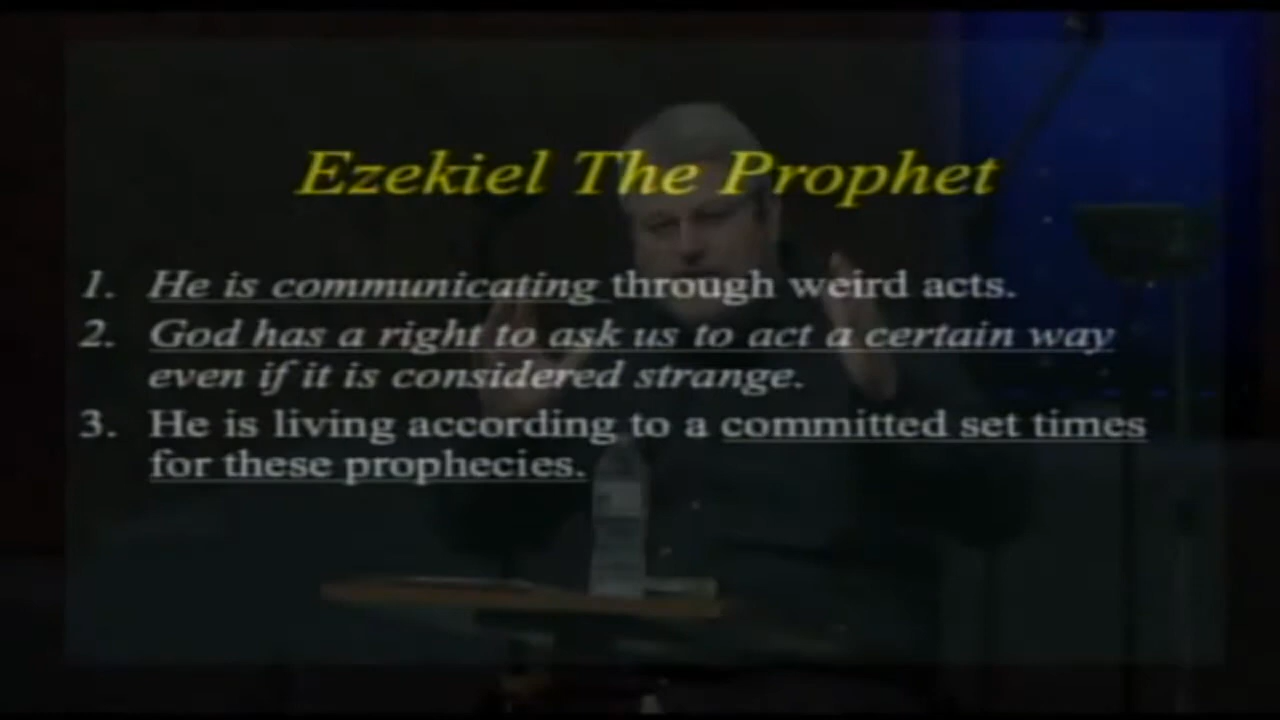 Ezekiel The Prophet
1. He is communicating through weird acts.
2. God has a right to ask us to act a certain way
even if it is considered strange.
3. He is living according to a committed set times
for these prophecies.